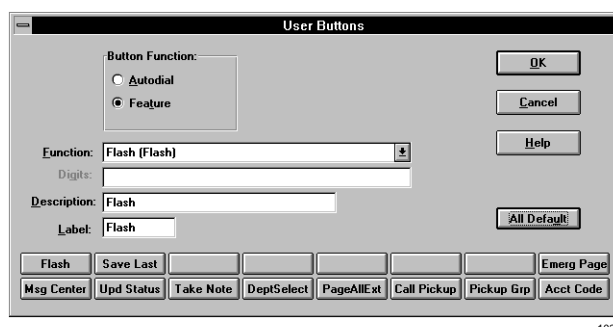 User Buttons
Button Function:
Autodial
Feature
OK
Cancel
Help
Function: Flash (Flash)
Digits:
Description: Flash
Label: Flash
All Default
Flash Save Last Emerg Page
Msg Center Upd Status Take Note DeptSelect PageAllExt Call Pickup Pickup Grp Acct Code